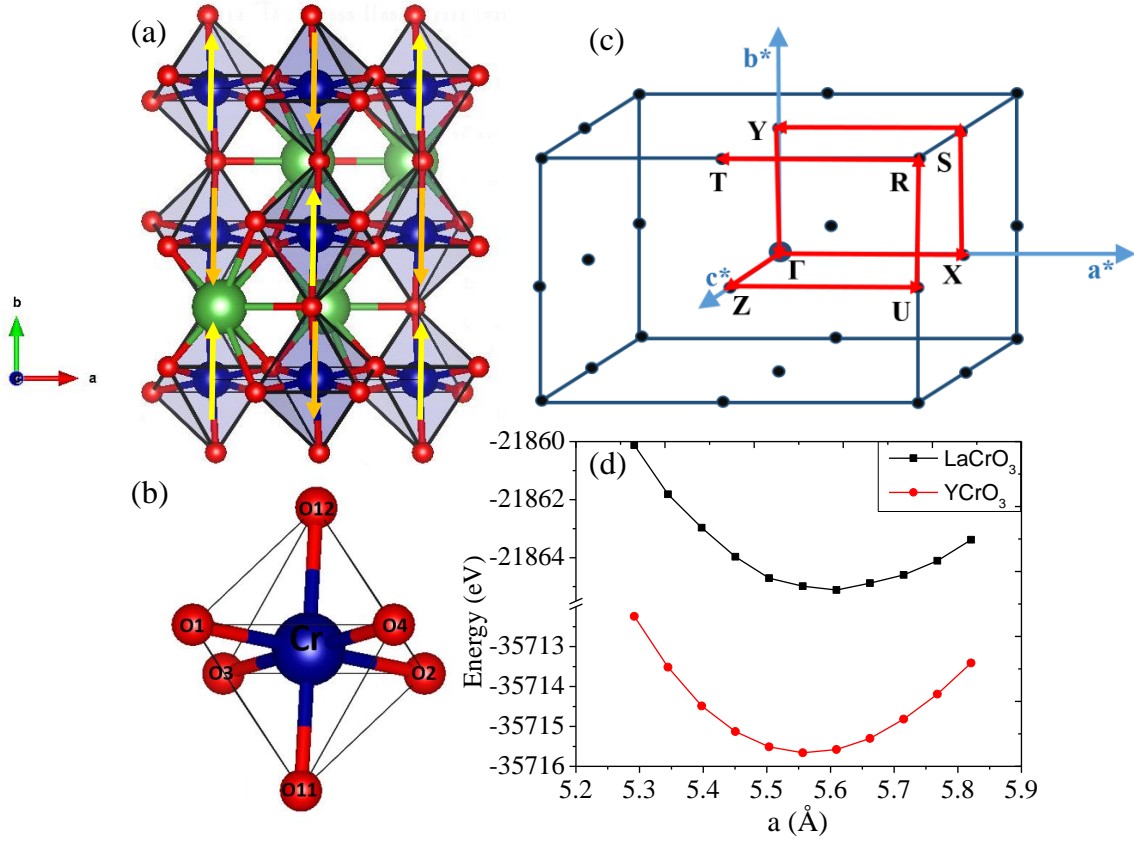 (a)
b
a
(b)
O12
O1
Cr
O4
O3
O2
O11
(c)
b*
Y
S
T
R
Γ
X
a*
c*
Z
U
(d)
LaCrO3
YCrO3
-21860
-21862
-21864
-35713
-35714
-35715
-35716
Energy (eV)
5.2 5.3 5.4 5.5 5.6 5.7 5.8 5.9
a (Å)